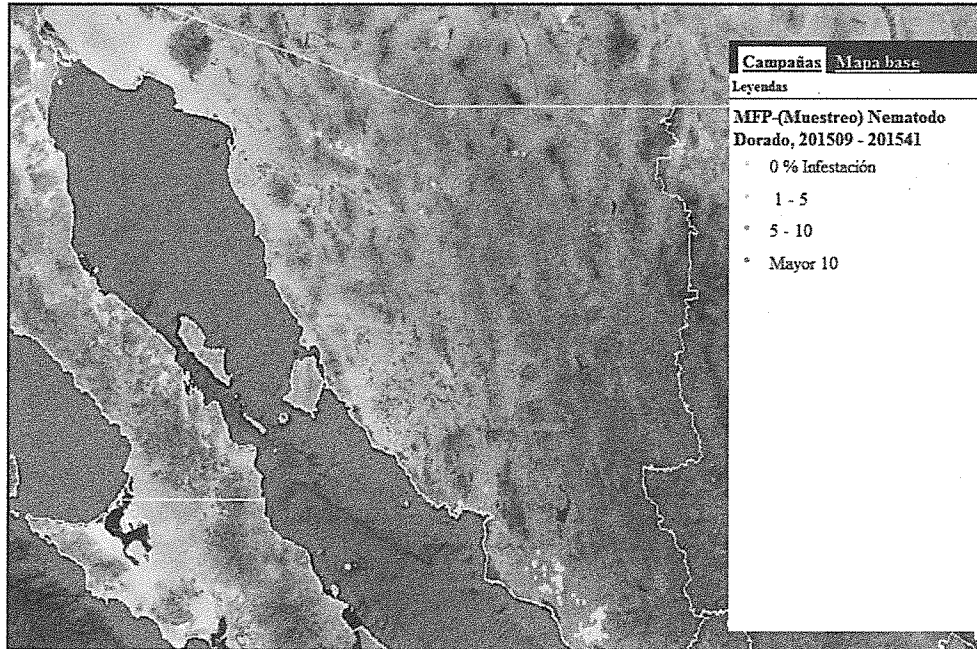 Campañas Mapa base
Leyendas
MFP-(Muestreo) Nematodo
Dorado, 201509 - 201541
0 % Infestación
1 - 5
5 - 10
Mayor 10